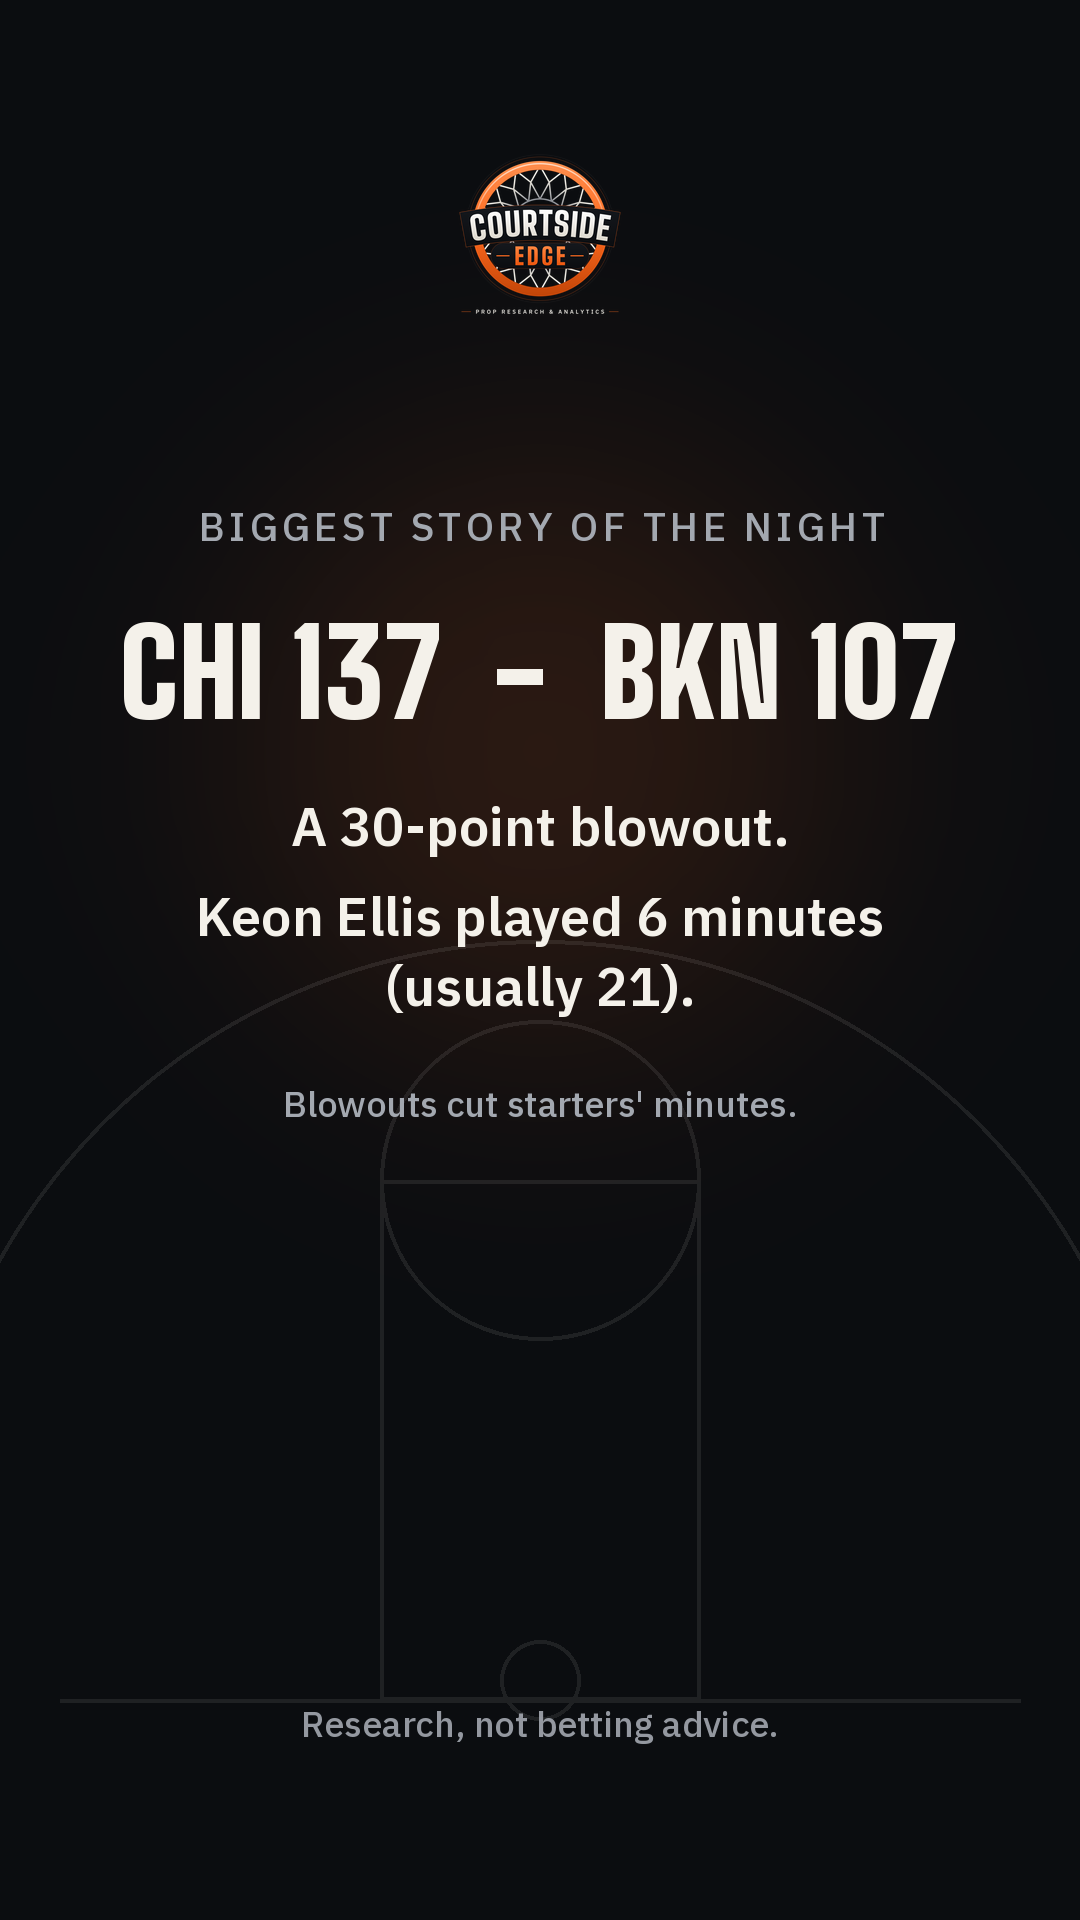 COURTSIDE
EDGE
PROP RESEARCH & ANALYTICS
BIGGEST STORY OF THE NIGHT
CHI 137 – BKN 107
A 30-point blowout.
Keon Ellis played 6 minutes
(usually 21).
Blowouts cut starters' minutes.
Research, not betting advice.